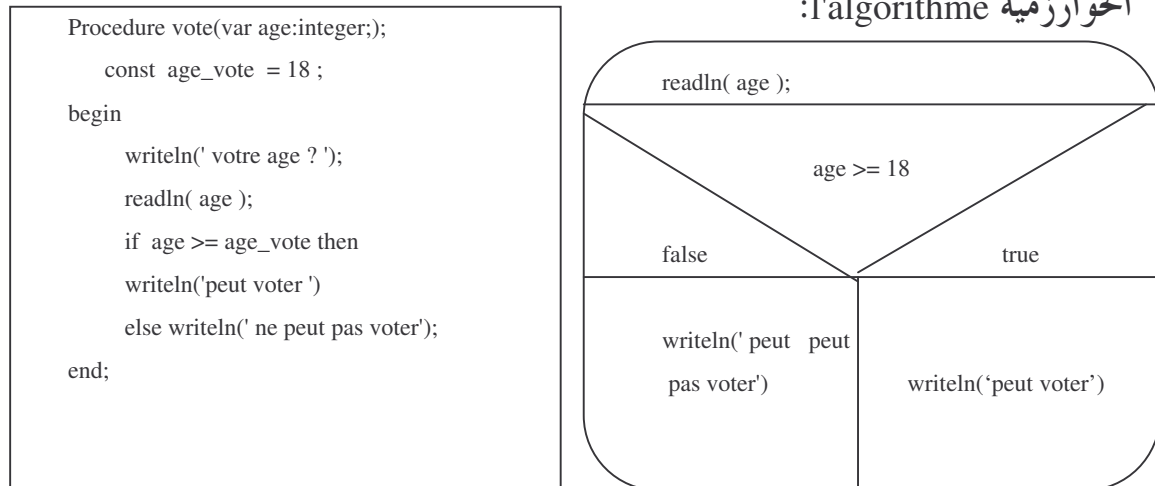 الخوارزمية l'algorithme:
Procedure vote(var age:integer;);
const age_vote = 18 ;
begin
writeln(' votre age ? ');
readln( age );
if age >= age_vote then
writeln('peut voter ')
else writeln(' ne peut pas voter');
end;
readln( age );
age >= 18
false
true
writeln(' peut peut
pas voter')
writeln(‘peut voter’)